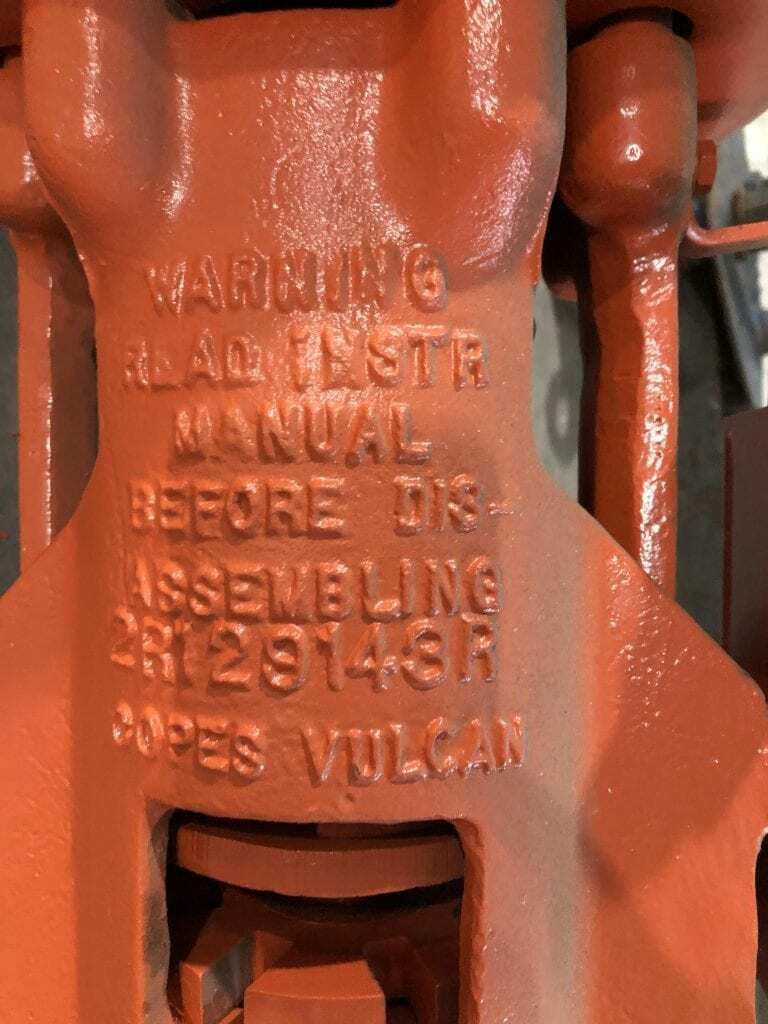 WARNING
READ INSTR
MANUAL
BEFORE DIS-
ASSEMBLING
2R129143R
COPES VULCAN